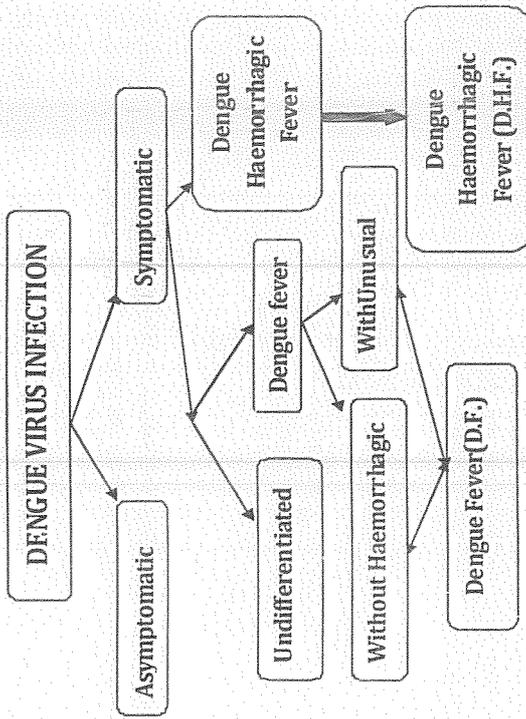 DENGUE VIRUS INFECTION
Asymptomatic
Symptomatic
Undifferentiated
Dengue fever
Dengue
Haemorrhagic
Fever
Without Haemorrhagic
WithUnusual
Dengue Fever(D.F.)
Dengue
Haemorrhagic
Fever (D.H.F.)